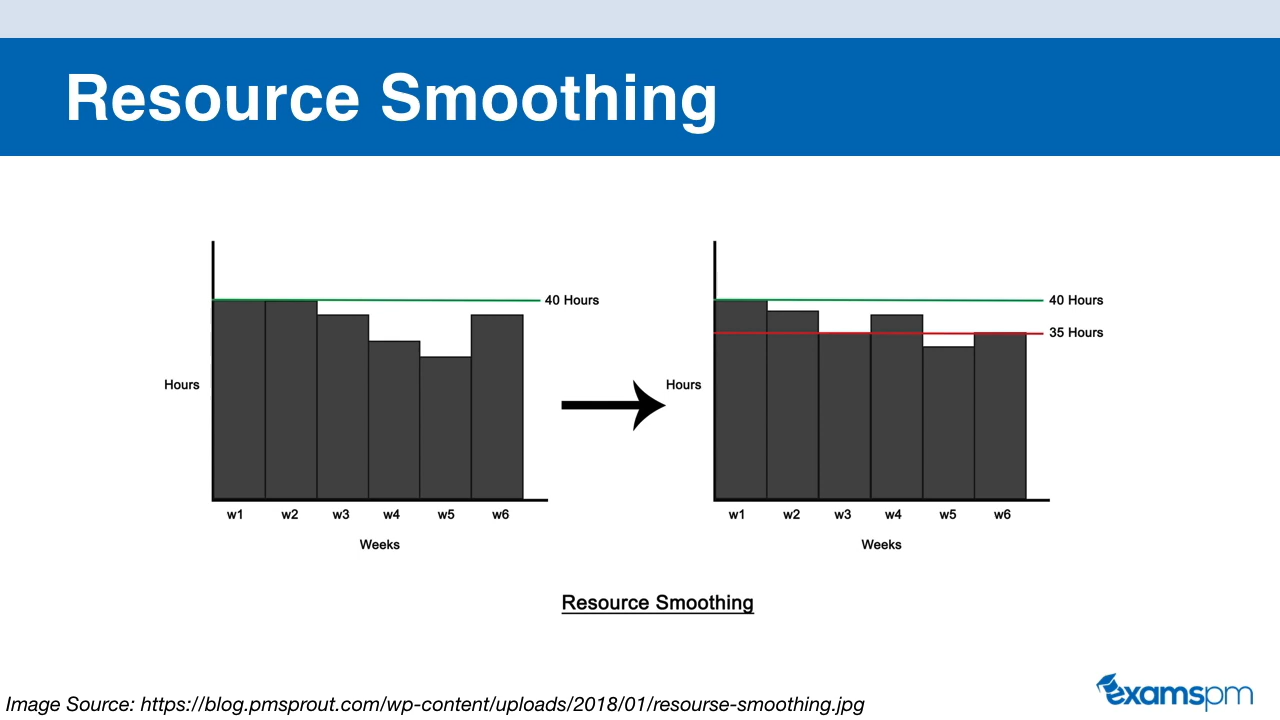 Resource Smoothing
40 Hours
Hours
w1 w2 w3 w4 w5 w6
Weeks
40 Hours
35 Hours
Hours
w1 w2 w3 w4 w5 w6
Weeks
Resource Smoothing
Image Source: https://blog.pmsprout.com/wp-content/uploads/2018/01/resourse-smoothing.jpg
examspm